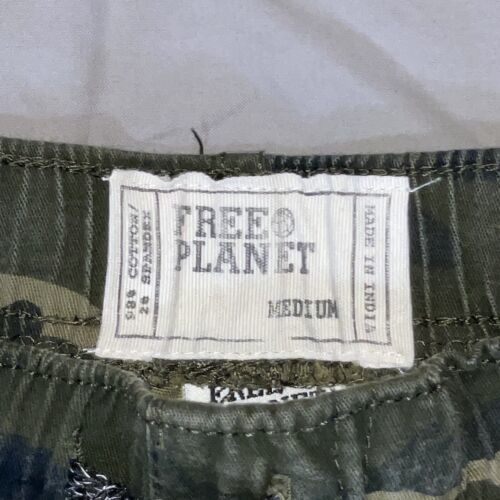 98% COTTON/
2% SPANDEX
FREE
PLANET
MEDIUM
MADE IN INDIA